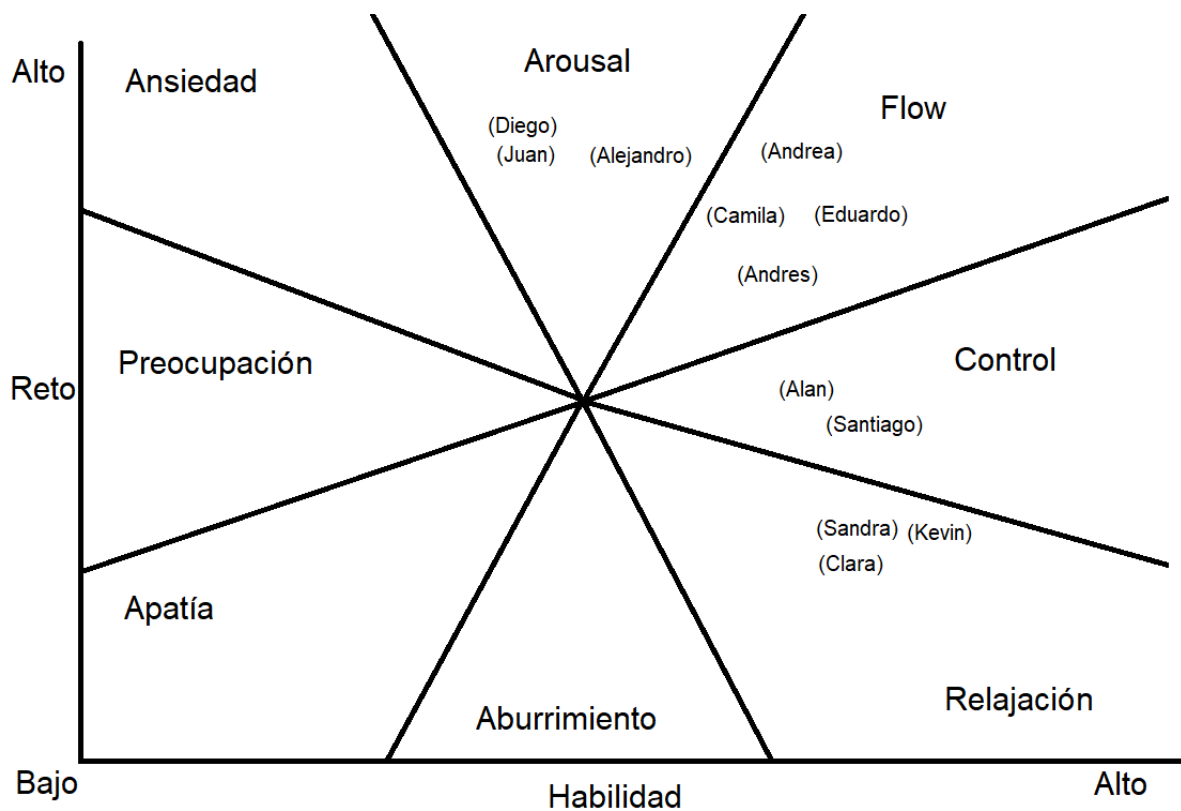 Alto
Ansiedad
Arousal
Flow
(Diego)
(Juan)
(Alejandro)
(Andrea)
(Camila)
(Eduardo)
(Andres)
Reto
Preocupación
Control
(Alan)
(Santiago)
(Sandra)
(Kevin)
(Clara)
Apatía
Aburrimiento
Relajación
Bajo
Habilidad
Alto